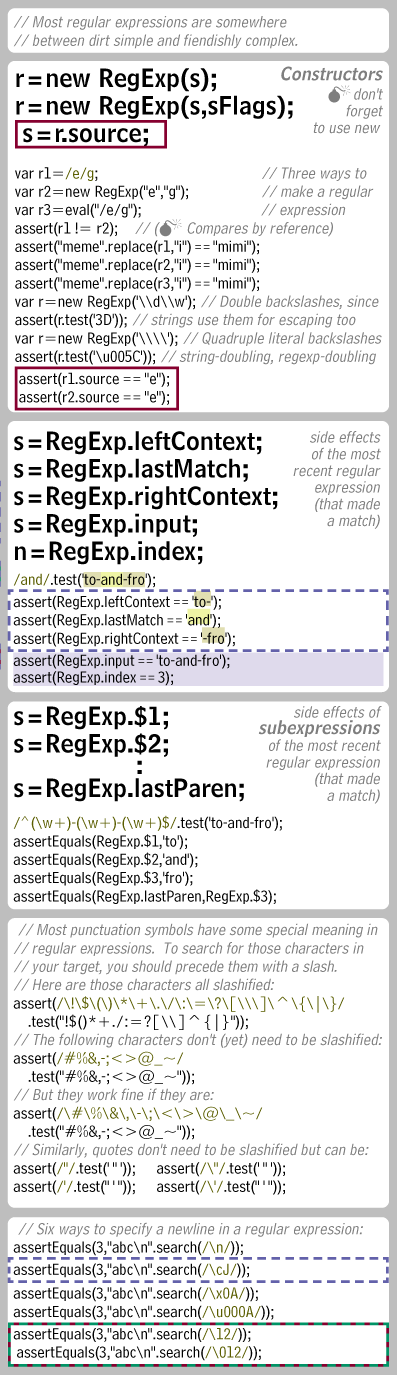 // Most regular expressions are somewhere
// between dirt simple and fiendishly complex.
r=new RegExp(s);
Constructors
r=new RegExp(s,sFlags);
don't
forget
to use new
s=r.source;
var r1=/e/g; // Three ways to
var r2=new RegExp("e","g"); // make a regular
var r3=eval("/e/g"); // expression
assert(r1 != r2); // ( Compares by reference)
assert("meme".replace(r1,"i") == "mimi");
assert("meme".replace(r2,"i") == "mimi");
assert("meme".replace(r3,"i") == "mimi");
var r=new RegExp('\\d\\w'); // Double backslashes, since
assert(r.test('3D')); // strings use them for escaping too
var r=new RegExp('\\\\'); // Quadruple literal backslashes
assert(r.test('\u005C')); // string-doubling, regexp-doubling
assert(r1.source == "e");
assert(r2.source == "e");
s=RegExp.leftContext;
s=RegExp.lastMatch;
s=RegExp.rightContext;
s=RegExp.input;
n=RegExp.index;
side effects
of the most
recent regular
expression
(that made
a match)
/and/.test('to-and-fro');
assert(RegExp.leftContext == 'to-');
assert(RegExp.lastMatch == 'and');
assert(RegExp.rightContext == '-fro');
assert(RegExp.input == 'to-and-fro');
assert(RegExp.index == 3);
s=RegExp.$1;
s=RegExp.$2;
:
s=RegExp.lastParen;
side effects of
subexpressions
of the most recent
regular expression
(that made
a match)
/^(\w+)-(\w+)-(\w+)$/.test('to-and-fro');
assertEquals(RegExp.$1,'to');
assertEquals(RegExp.$2,'and');
assertEquals(RegExp.$3,'fro');
assertEquals(RegExp.lastParen,RegExp.$3);
// Most punctuation symbols have some special meaning in
// regular expressions. To search for those characters in
// your target, you should precede them with a slash.
// Here are those characters all slashified:
assert(/\!\$\(\)\*\+\.\/\:\=\?\[\\\]\^\{\|\}/
.test("!$()*+./:=?[\\]^{|}"));
// The following characters don't (yet) need to be slashified:
assert(/#%&,-;<>@_~/
.test("#%&,-;<>@_~"));
// But they work fine if they are:
assert(/\#\%\&\,\-\;\<\>\@\_\~/
.test("#%&,-;<>@_~"));
// Similarly, quotes don't need to be slashified but can be:
assert(/"/.test('"')); assert(/\"/.test('"'));
assert(/'/.test("'")); assert(/\'/.test("'"));
// Six ways to specify a newline in a regular expression:
assertEquals(3,"abc\n".search(/\n/));
assertEquals(3,"abc\n".search(/\cJ/));
assertEquals(3,"abc\n".search(/\x0A/));
assertEquals(3,"abc\n".search(/\u000A/));
assertEquals(3,"abc\n".search(/\12/));
assertEquals(3,"abc\n".search(/\012/));